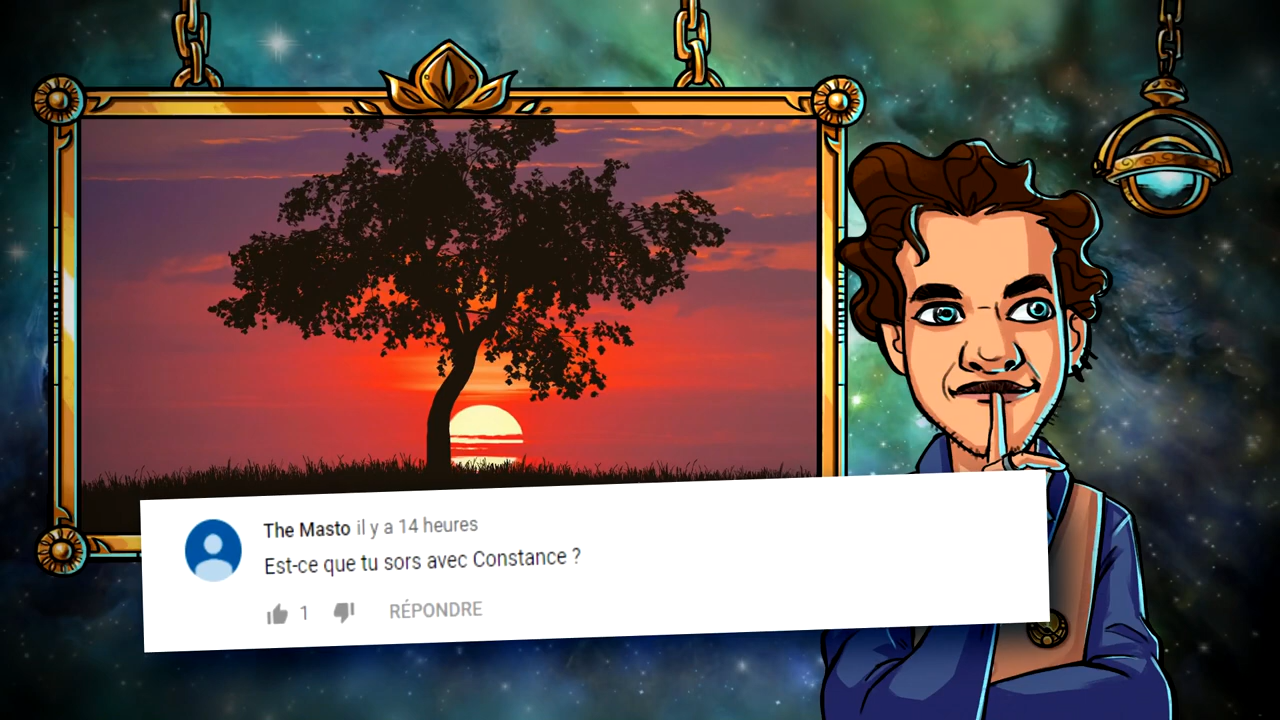 The Masto il y a 14 heures
Est-ce que tu sors avec Constance ?
1 RÉPONDRE